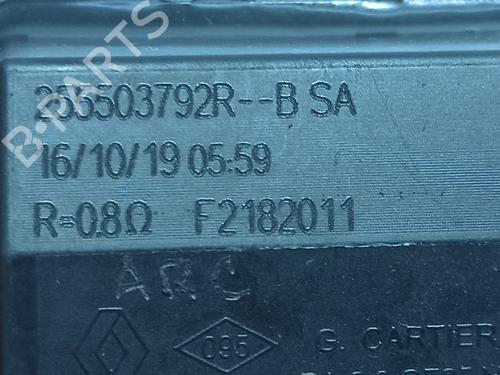 B-PARTS
255503792R--B SA
16/10/19 05:59
R=0.8Ω F2182011
ARC
095
G. CARTIER